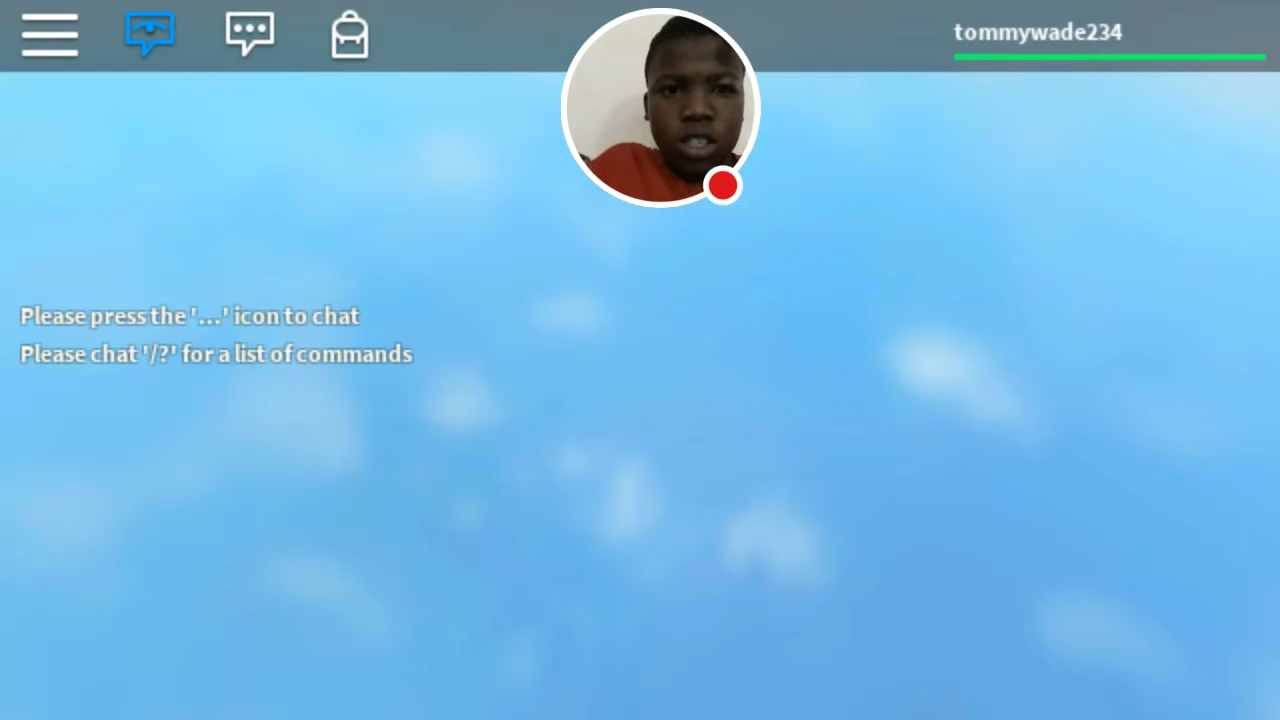 tommywade234
Please press the '...' icon to chat
Please chat '/?' for a list of commands